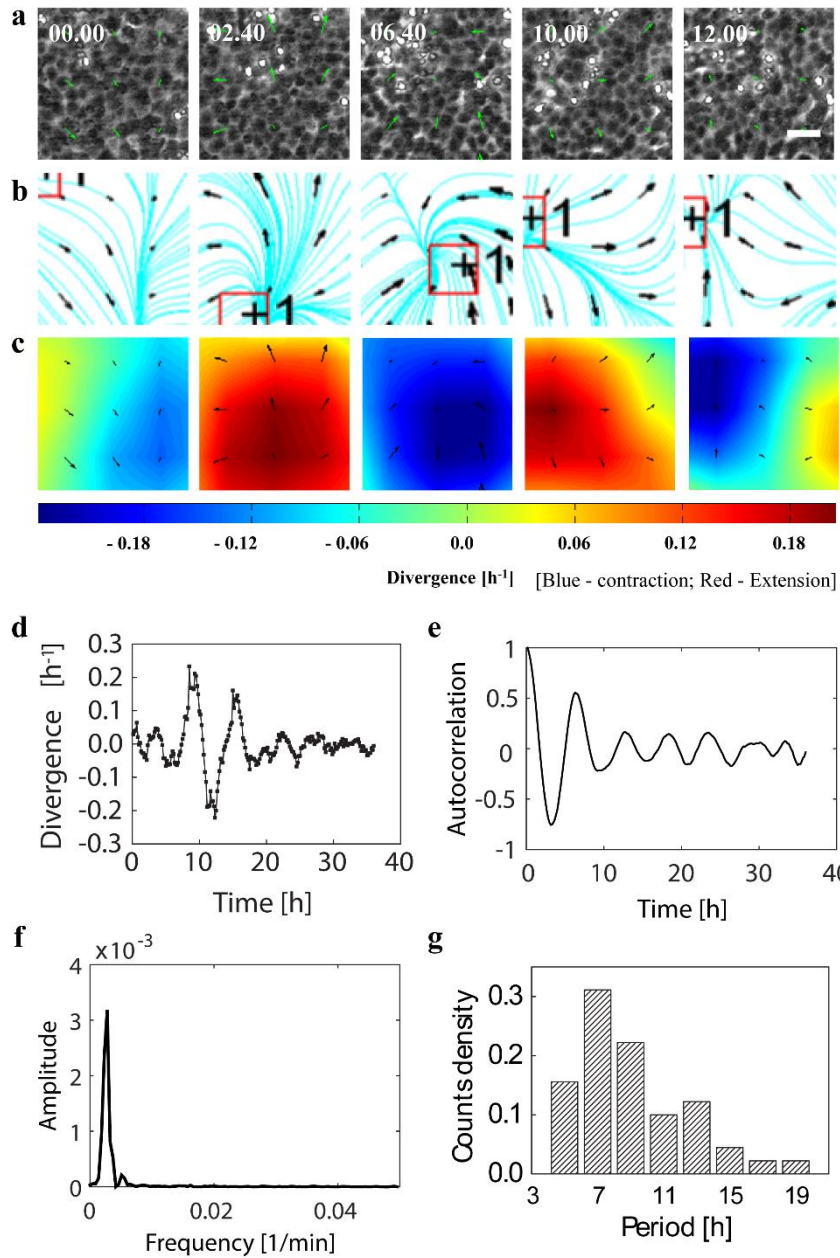 a
00.00 02.40 06.40 10.00 12.00
b
+1 +1 +1 +1
c
- 0.18 - 0.12 - 0.06 0.0 0.06 0.12 0.18
Divergence [h⁻¹] [Blue - contraction; Red - Extension]
d
Divergence [h⁻¹]
0.3
0.2
0.1
0.0
-0.1
-0.2
-0.3
0 10 20 30 40
Time [h]
e
Autocorrelation
1
0.5
0
-0.5
-1
0 10 20 30 40
Time [h]
f
x10⁻³
Amplitude
4
3
2
1
0
0 0.02 0.04
Frequency [1/min]
g
Counts density
0.3
0.2
0.1
0.0
3 7 11 15 19
Period [h]